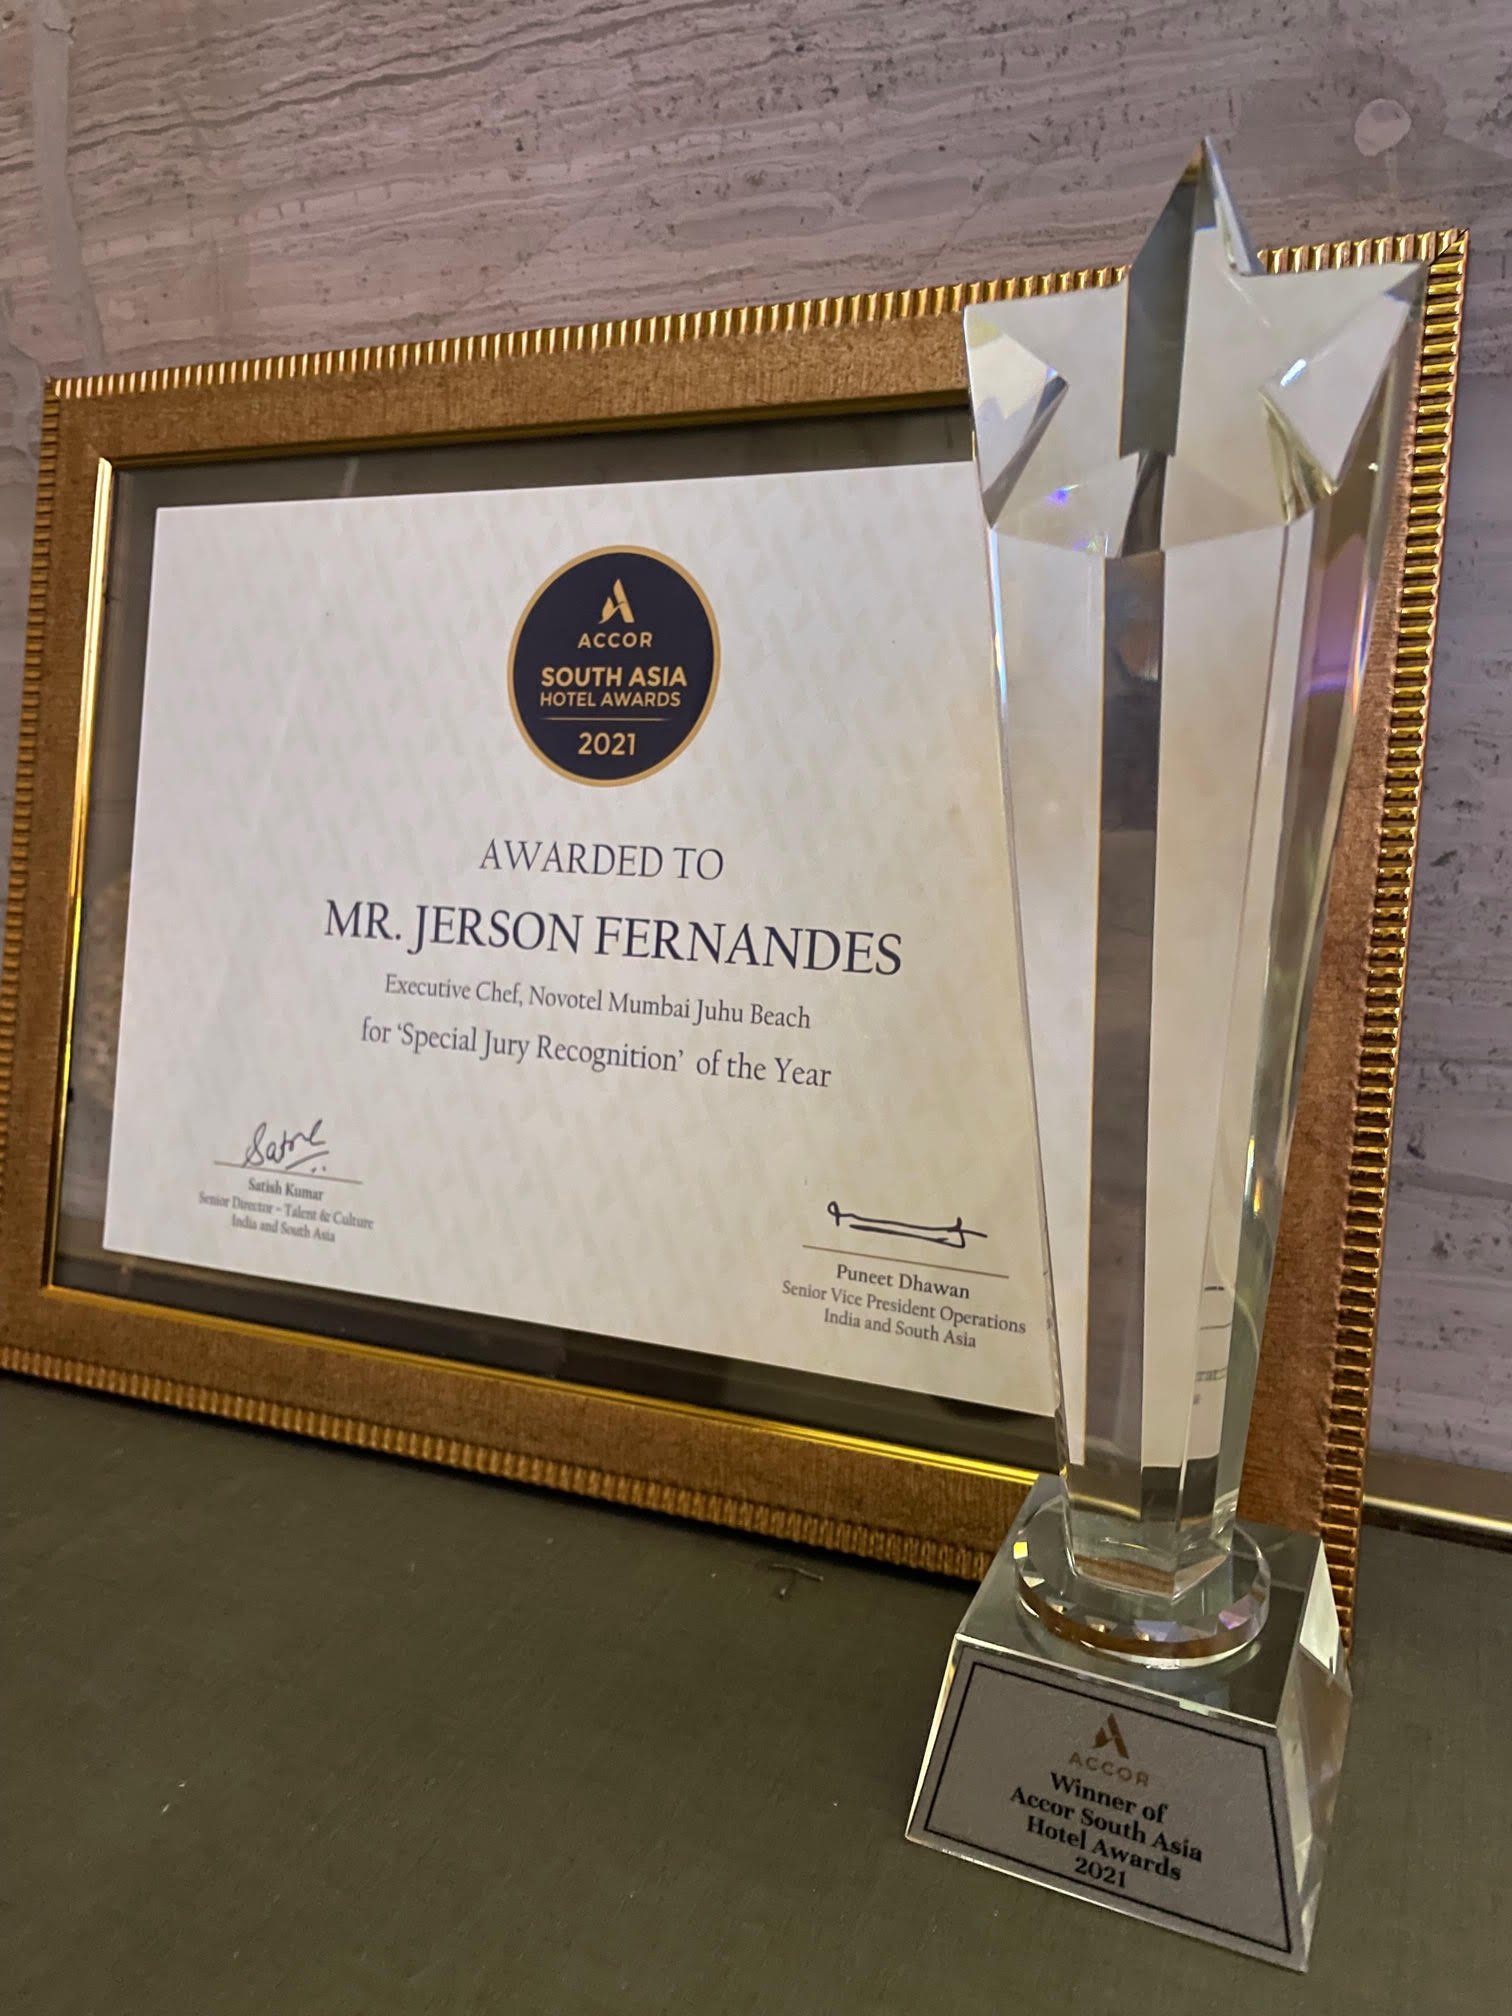 ACCOR
SOUTH ASIA
HOTEL AWARDS
2021
AWARDED TO
MR. JERSON FERNANDES
Executive Chef, Novotel Mumbai Juhu Beach
for ‘Special Jury Recognition’ of the Year
Satish Kumar
Senior Director – Talent & Culture
India and South Asia
Puneet Dhawan
Senior Vice President Operations
India and South Asia
ACCOR
Winner of
Accor South Asia
Hotel Awards
2021